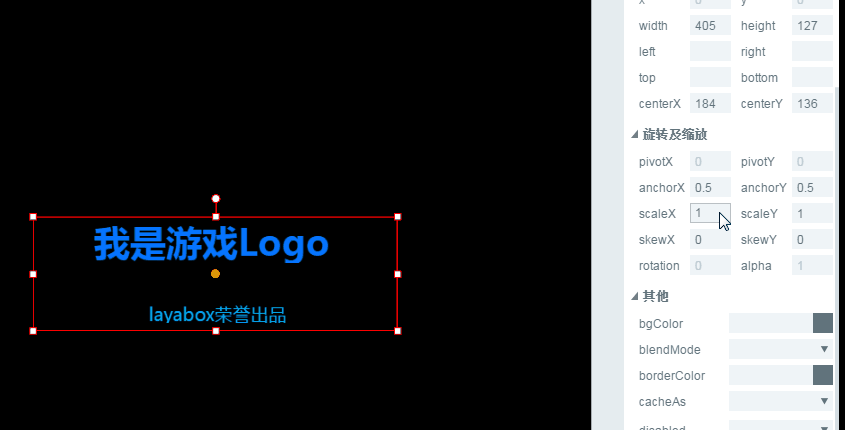 x 0 y 0
width 405 height 127
left right
top bottom
centerX 184 centerY 136
旋转及缩放
pivotX 0 pivotY 0
anchorX 0.5 anchorY 0.5
scaleX 1 scaleY 1
skewX 0 skewY 0
rotation 0 alpha 1
其他
bgColor
blendMode
borderColor
cacheAs
disabled
我是游戏Logo
layabox荣誉出品